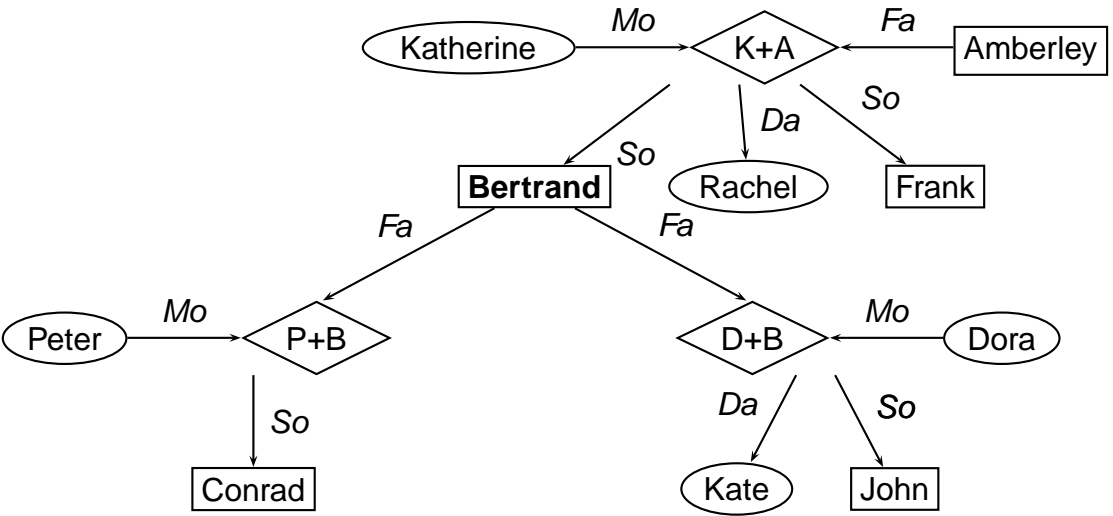 Mo
Fa
Katherine
K+A
Amberley
So
Da
So
Bertrand
Rachel
Frank
Fa
Fa
Mo
Mo
Peter
P+B
D+B
Dora
So
Da
So
Conrad
Kate
John